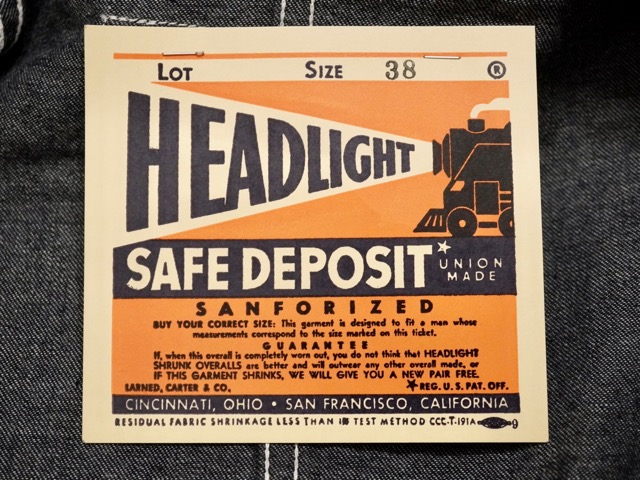 LOT SIZE 38 ®
HEADLIGHT
SAFE DEPOSIT
UNION
MADE
SANFORIZED
BUY YOUR CORRECT SIZE: This garment is designed to fit a man whose
measurements correspond to the size marked on this ticket.
GUARANTEE
If, when this overall is completely worn out, you do not think that HEADLIGHT
SHRUNK OVERALLS are better and will outwear any other overall made, or
IF THIS GARMENT SHRINKS, WE WILL GIVE YOU A NEW PAIR FREE.
LARNED, CARTER & CO. ★REG. U.S. PAT. OFF.
CINCINNATI, OHIO • SAN FRANCISCO, CALIFORNIA
RESIDUAL FABRIC SHRINKAGE LESS THAN 1% TEST METHOD CCC-T-191A 9